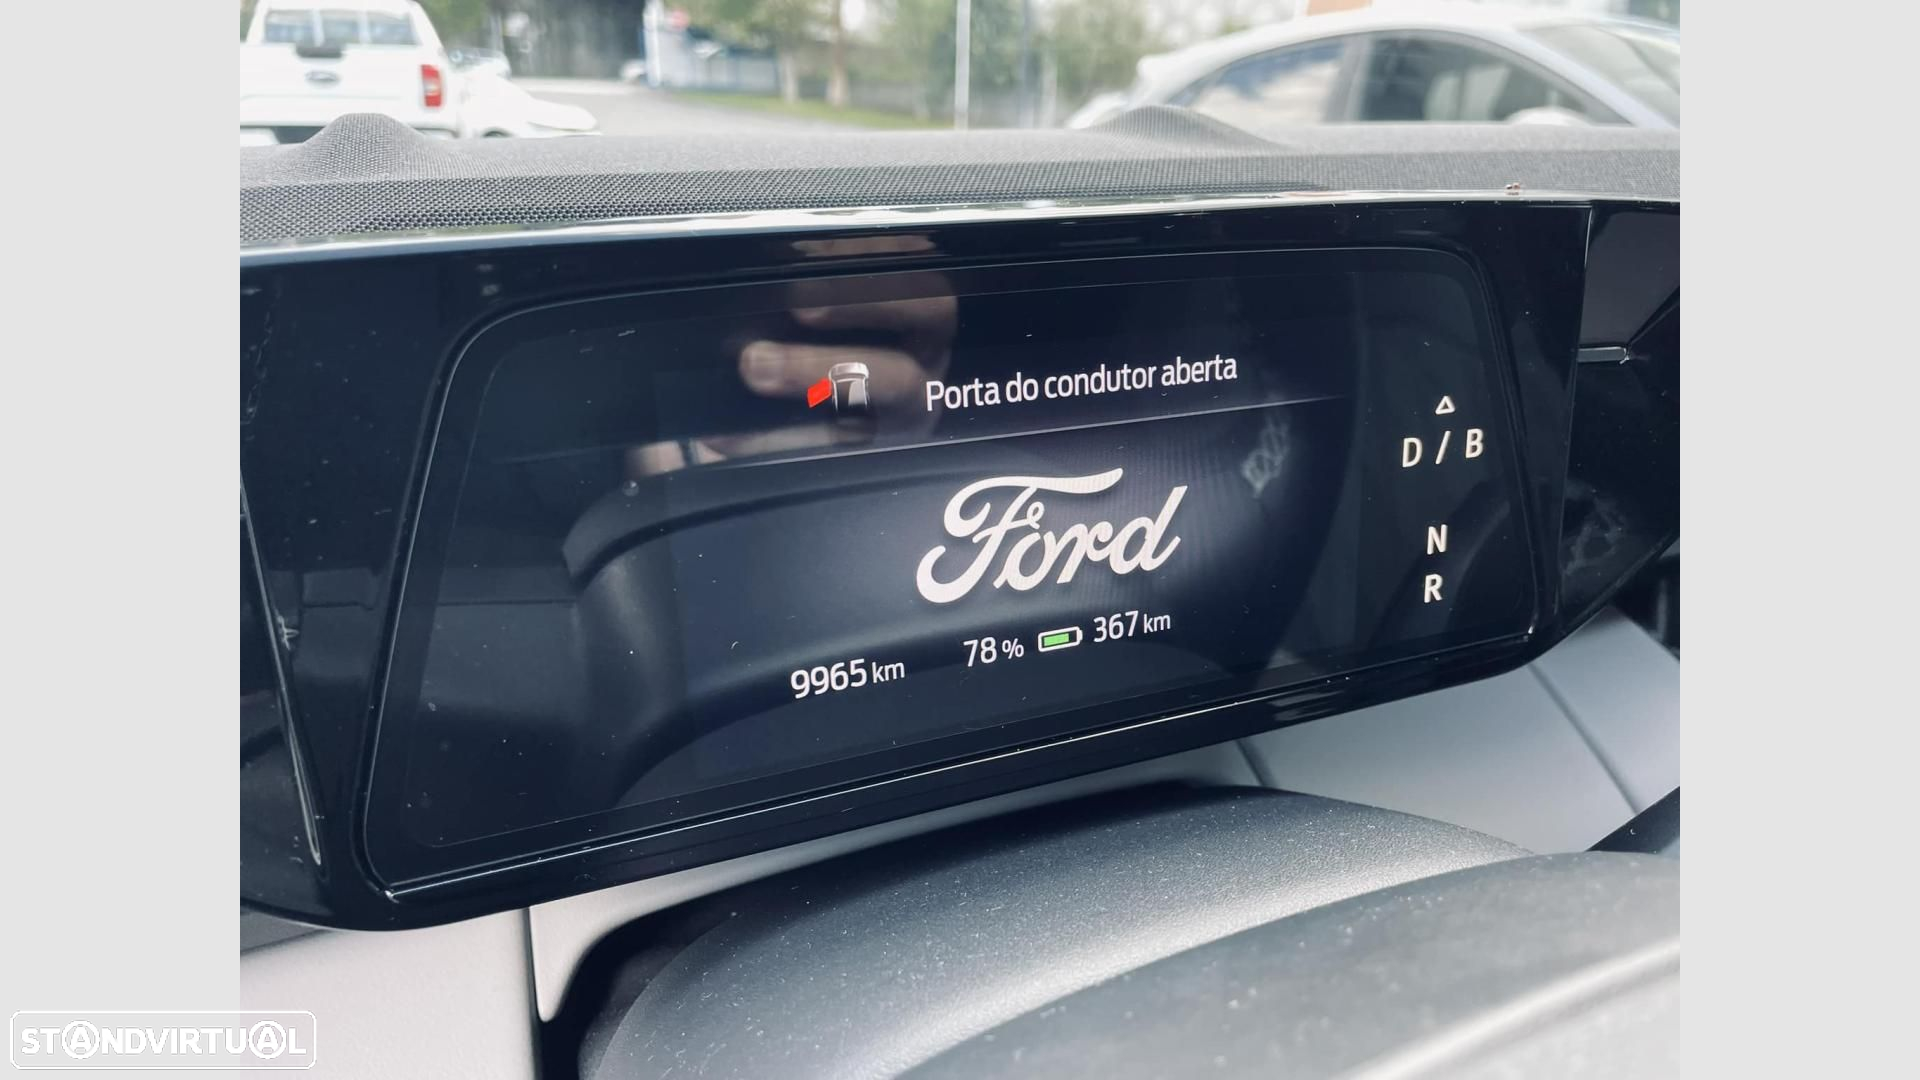 Porta do condutor aberta
Ford
9965 km
78 % 367 km
D / B
N
R
STANDVIRTUAL